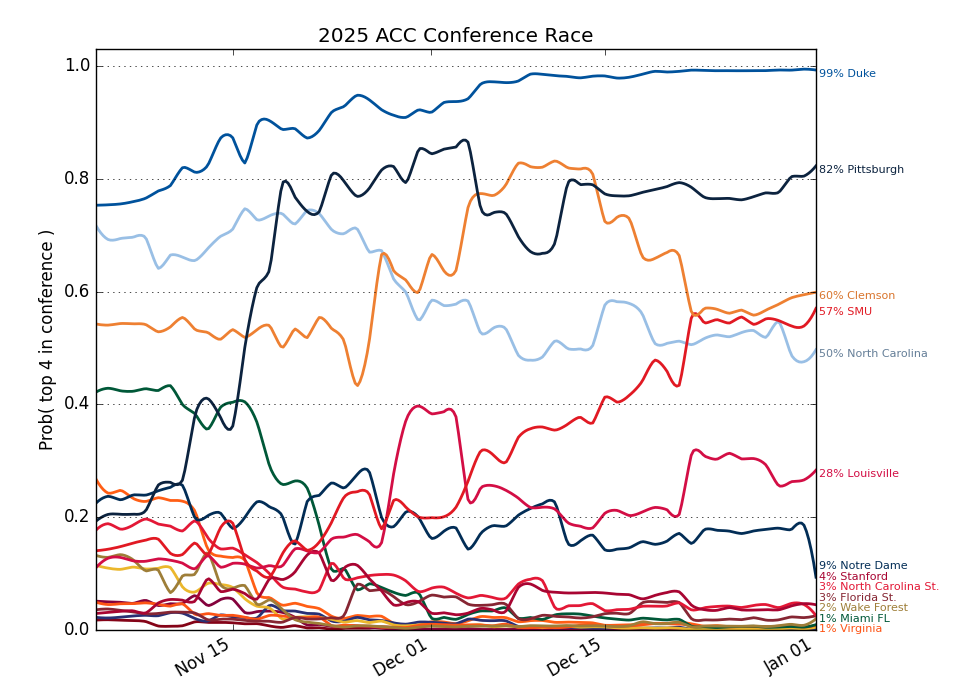 2025 ACC Conference Race
Prob( top 4 in conference )
1.0
0.8
0.6
0.4
0.2
0.0
Nov 15
Dec 01
Dec 15
Jan 01
99% Duke
82% Pittsburgh
60% Clemson
57% SMU
50% North Carolina
28% Louisville
9% Notre Dame
4% Stanford
3% North Carolina St.
3% Florida St.
2% Wake Forest
1% Miami FL
1% Virginia